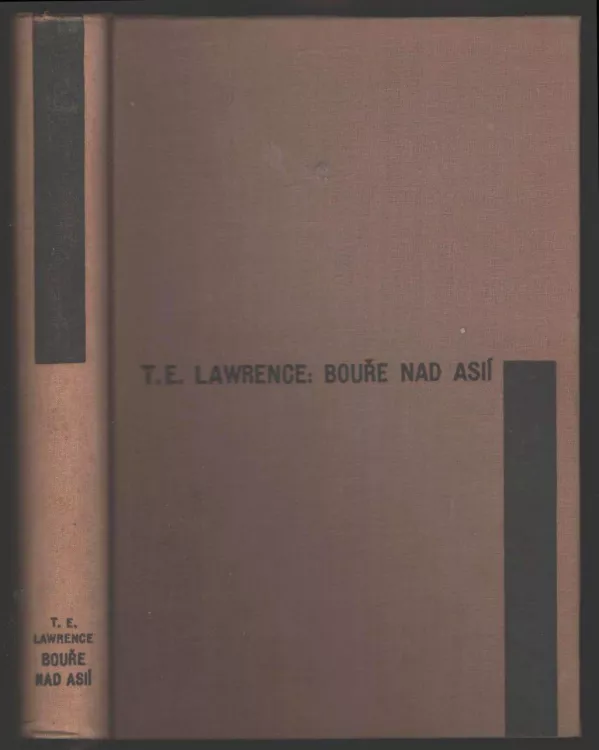 T. E. LAWRENCE: BOUŘE NAD ASIÍ
T. E.
LAWRENCE
BOUŘE
NAD ASIÍ